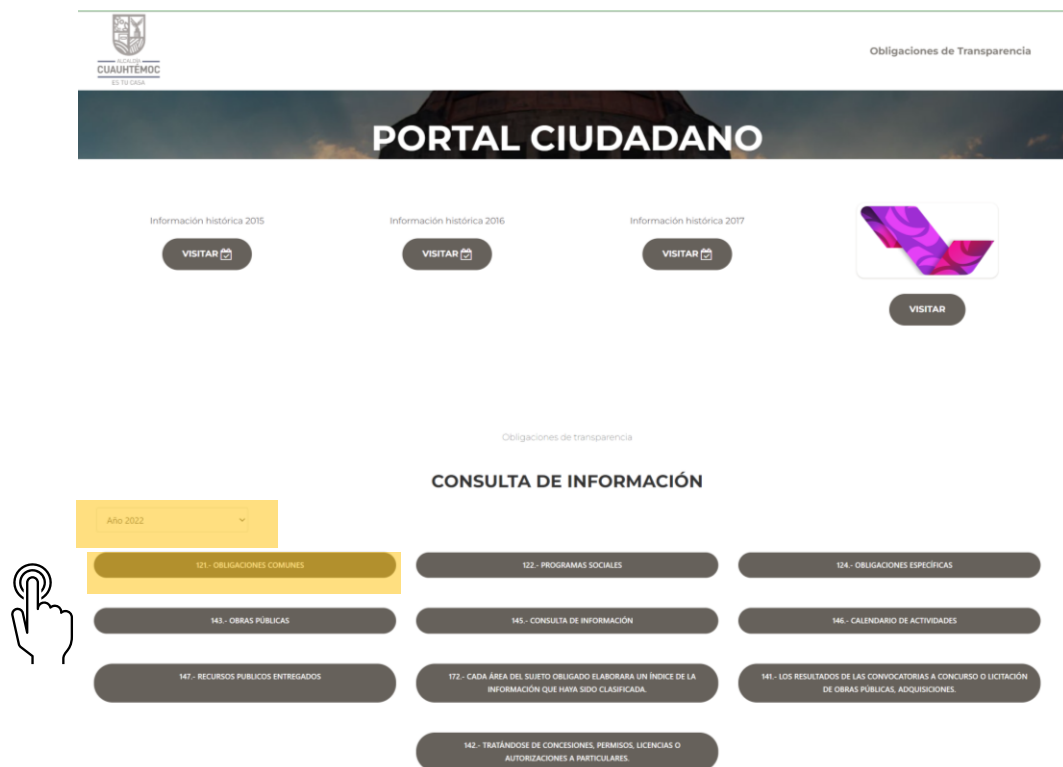 ALCALDÍA
CUAUHTÉMOC
ES TU CASA
Obligaciones de Transparencia
PORTAL CIUDADANO
Información histórica 2015
Información histórica 2016
Información histórica 2017
VISITAR
VISITAR
VISITAR
VISITAR
Obligaciones de transparencia
CONSULTA DE INFORMACIÓN
Año 2022
121.- OBLIGACIONES COMUNES
122.- PROGRAMAS SOCIALES
124.- OBLIGACIONES ESPECÍFICAS
143.- OBRAS PÚBLICAS
145.- CONSULTA DE INFORMACIÓN
146.- CALENDARIO DE ACTIVIDADES
147.- RECURSOS PUBLICOS ENTREGADOS
172.- CADA ÁREA DEL SUJETO OBLIGADO ELABORARA UN ÍNDICE DE LA
INFORMACIÓN QUE HAYA SIDO CLASIFICADA.
141.- LOS RESULTADOS DE LAS CONVOCATORIAS A CONCURSO O LICITACIÓN
DE OBRAS PÚBLICAS, ADQUISICIONES.
142.- TRATÁNDOSE DE CONCESIONES, PERMISOS, LICENCIAS O
AUTORIZACIONES A PARTICULARES.